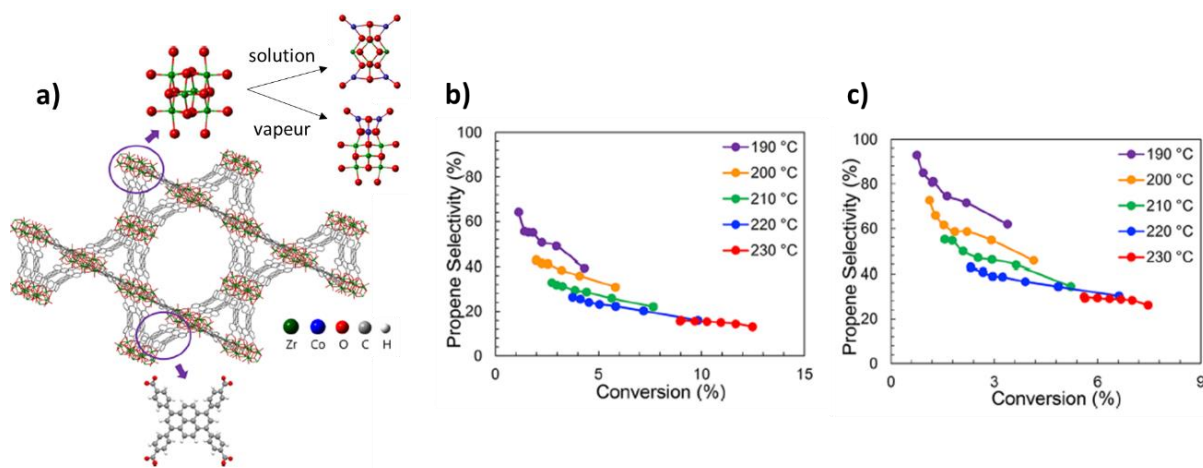 a)
solution
vapeur
Zr Co O C H
b)
Propene Selectivity (%)
100
80
60
40
20
0
190 °C
200 °C
210 °C
220 °C
230 °C
0 5 10 15
Conversion (%)
c)
Propene Selectivity (%)
100
80
60
40
20
0
190 °C
200 °C
210 °C
220 °C
230 °C
0 3 6 9
Conversion (%)